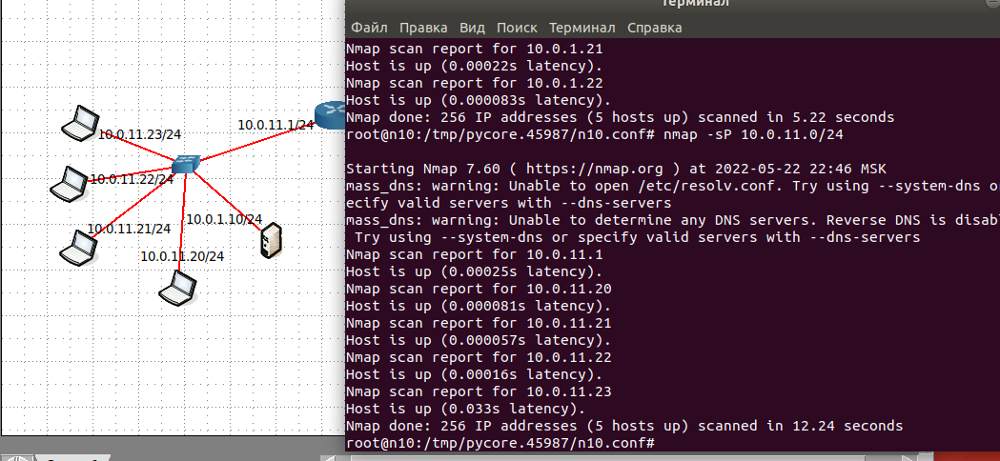 10.0.11.23/24
10.0.11.1/24
10.0.11.22/24
10.0.11.21/24
10.0.1.10/24
10.0.11.20/24
Терминал
Файл Правка Вид Поиск Терминал Справка
Nmap scan report for 10.0.1.21
Host is up (0.00022s latency).
Nmap scan report for 10.0.1.22
Host is up (0.000083s latency).
Nmap done: 256 IP addresses (5 hosts up) scanned in 5.22 seconds
root@n10:/tmp/pycore.45987/n10.conf# nmap -sP 10.0.11.0/24
Starting Nmap 7.60 ( https://nmap.org ) at 2022-05-22 22:46 MSK
mass_dns: warning: Unable to open /etc/resolv.conf. Try using --system-dns or
ecify valid servers with --dns-servers
mass_dns: warning: Unable to determine any DNS servers. Reverse DNS is disab
Try using --system-dns or specify valid servers with --dns-servers
Nmap scan report for 10.0.11.1
Host is up (0.00025s latency).
Nmap scan report for 10.0.11.20
Host is up (0.000081s latency).
Nmap scan report for 10.0.11.21
Host is up (0.000057s latency).
Nmap scan report for 10.0.11.22
Host is up (0.00016s latency).
Nmap scan report for 10.0.11.23
Host is up (0.033s latency).
Nmap done: 256 IP addresses (5 hosts up) scanned in 12.24 seconds
root@n10:/tmp/pycore.45987/n10.conf#